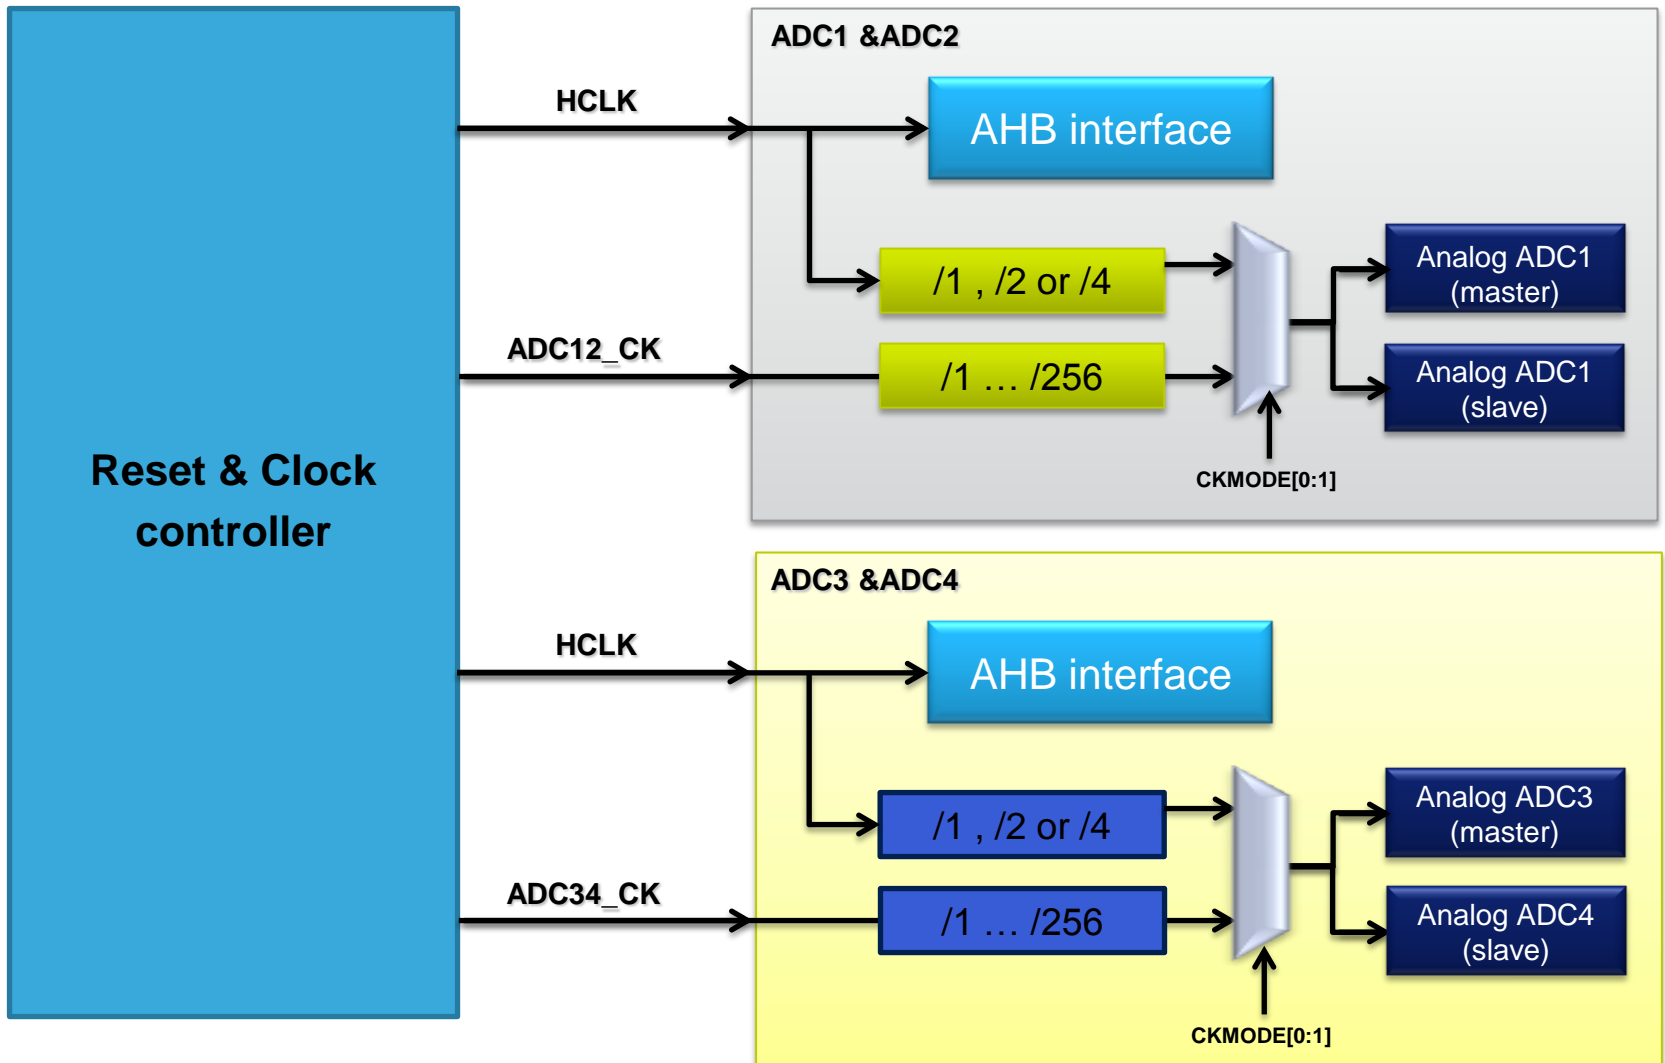 Reset & Clock
controller
ADC1 &ADC2
HCLK
AHB interface
/1 , /2 or /4
Analog ADC1
(master)
ADC12_CK
/1 … /256
Analog ADC1
(slave)
CKMODE[0:1]
ADC3 &ADC4
HCLK
AHB interface
/1 , /2 or /4
Analog ADC3
(master)
ADC34_CK
/1 … /256
Analog ADC4
(slave)
CKMODE[0:1]